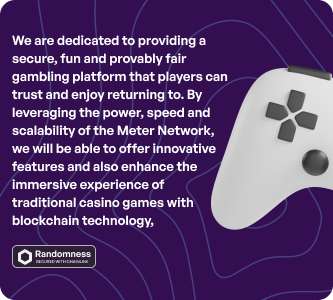 We are dedicated to providing a
secure, fun and provably fair
gambling platform that players can
trust and enjoy returning to. By
leveraging the power, speed and
scalability of the Meter Network,
we will be able to offer innovative
features and also enhance the
immersive experience of
traditional casino games with
blockchain technology,
Randomness
SECURED WITH CHAINLINK